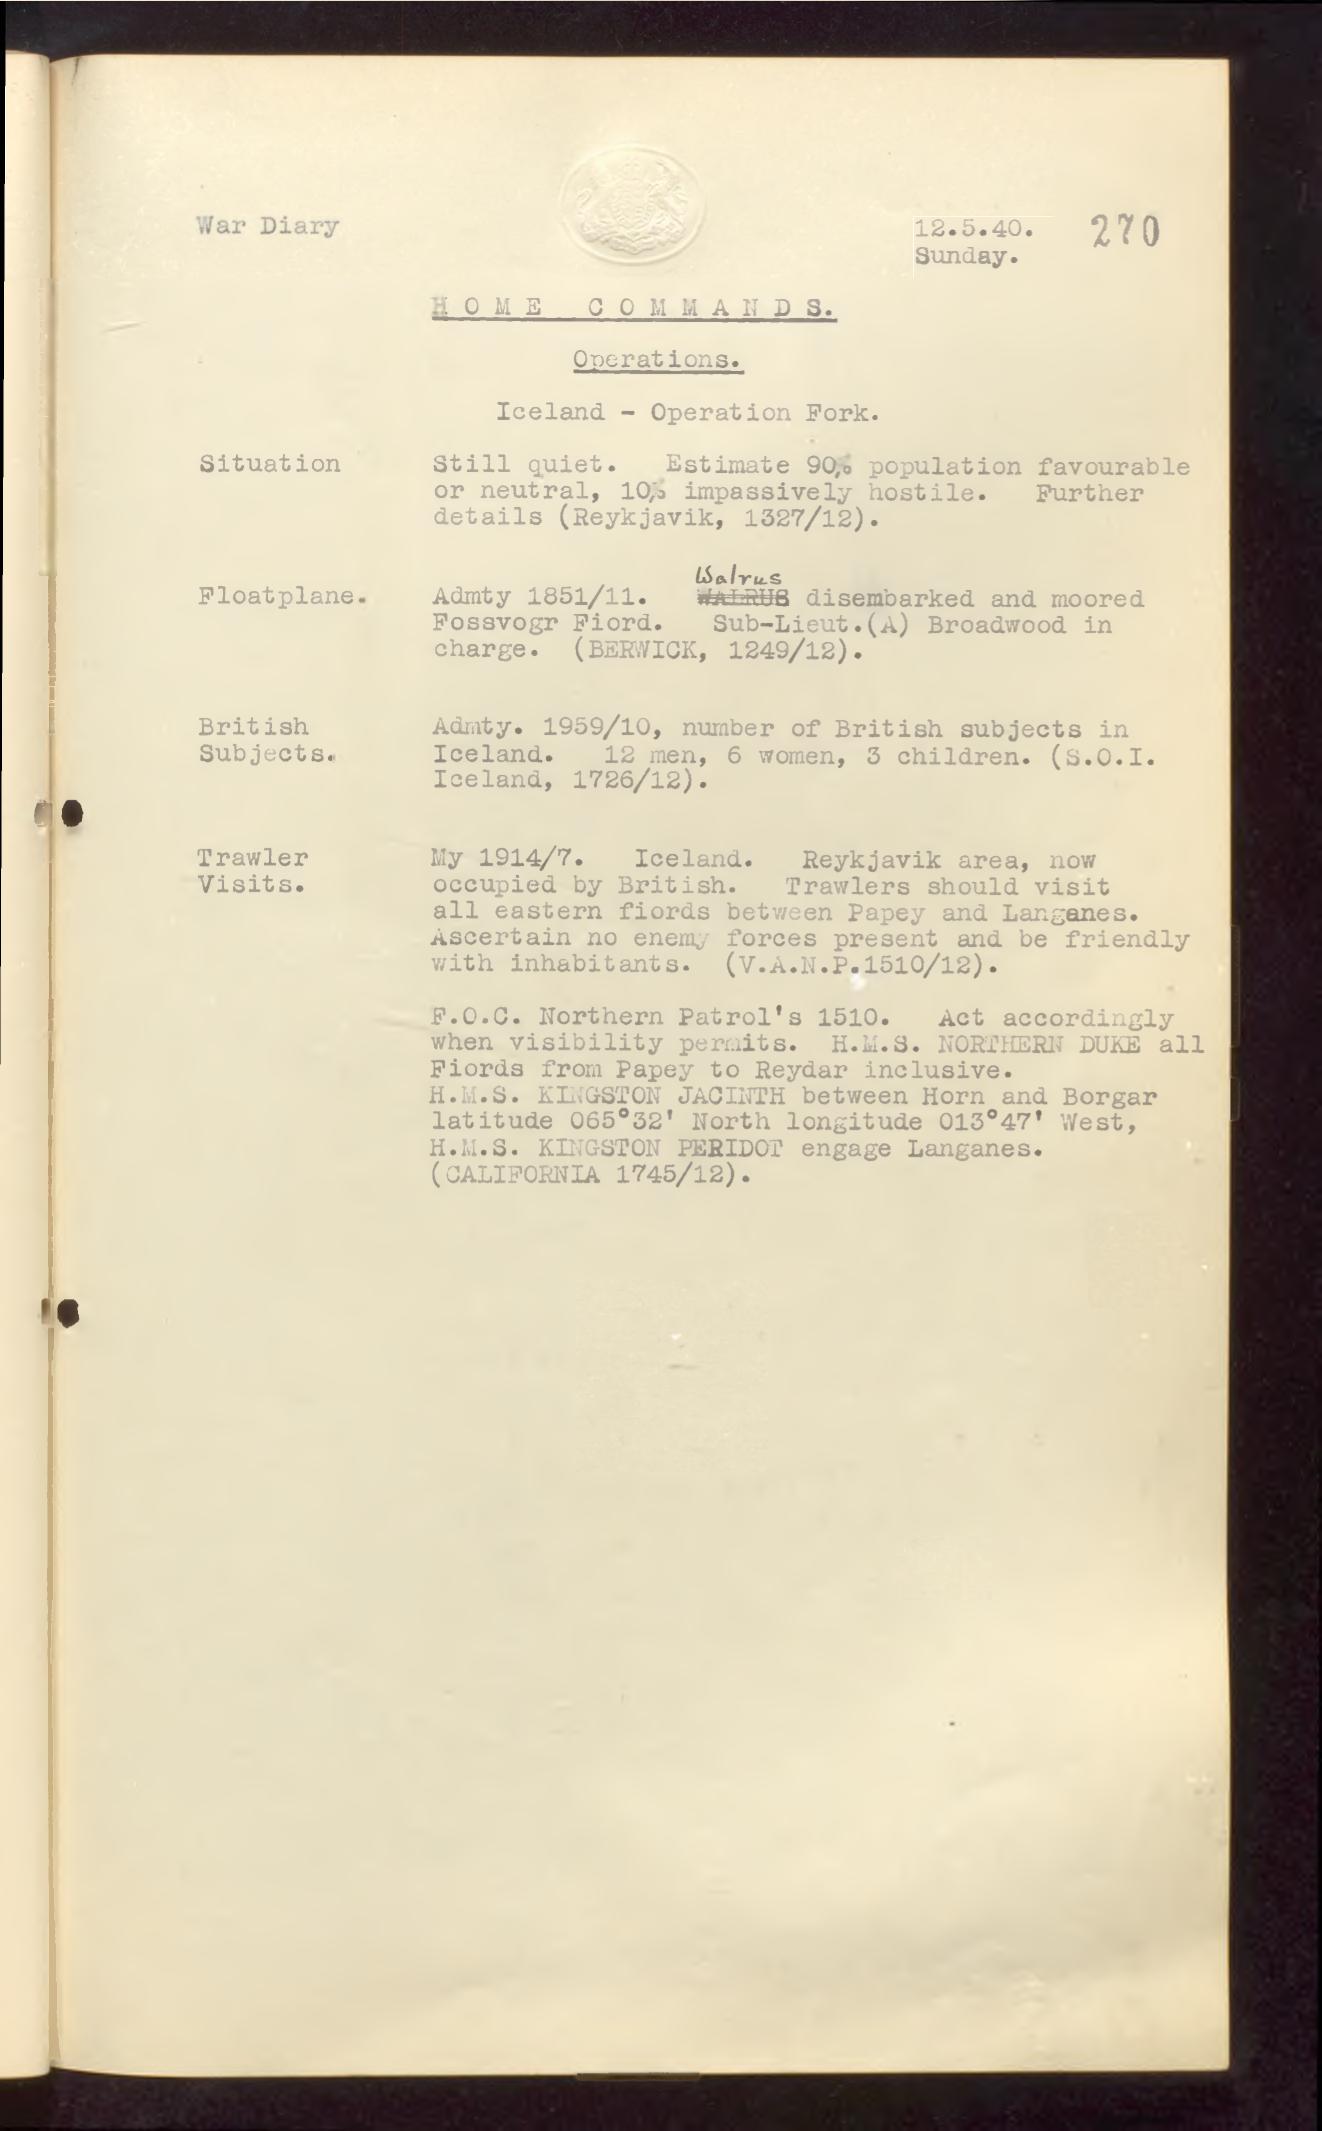 War Diary
12.5.40. 270
Sunday.
HOME COMMANDS.
Operations.
Iceland - Operation Fork.
Situation Still quiet. Estimate 90% population favourable
or neutral, 10% impassively hostile. Further
details (Reykjavik, 1327/12).
Walrus
Floatplane. Admty 1851/11. WALRUS disembarked and moored
Fossvogr Fiord. Sub-Lieut.(A) Broadwood in
charge. (BERWICK, 1249/12).
British Admty. 1959/10, number of British subjects in
Subjects. Iceland. 12 men, 6 women, 3 children. (S.O.I.
Iceland, 1726/12).
Trawler My 1914/7. Iceland. Reykjavik area, now
Visits. occupied by British. Trawlers should visit
all eastern fiords between Papey and Langanes.
Ascertain no enemy forces present and be friendly
with inhabitants. (V.A.N.P.1510/12).
F.O.C. Northern Patrol's 1510. Act accordingly
when visibility permits. H.M.S. NORTHERN DUKE all
Fiords from Papey to Reydar inclusive.
H.M.S. KINGSTON JACINTH between Horn and Borgar
latitude 065°32' North longitude 013°47' West,
H.M.S. KINGSTON PERIDOT engage Langanes.
(CALIFORNIA 1745/12).